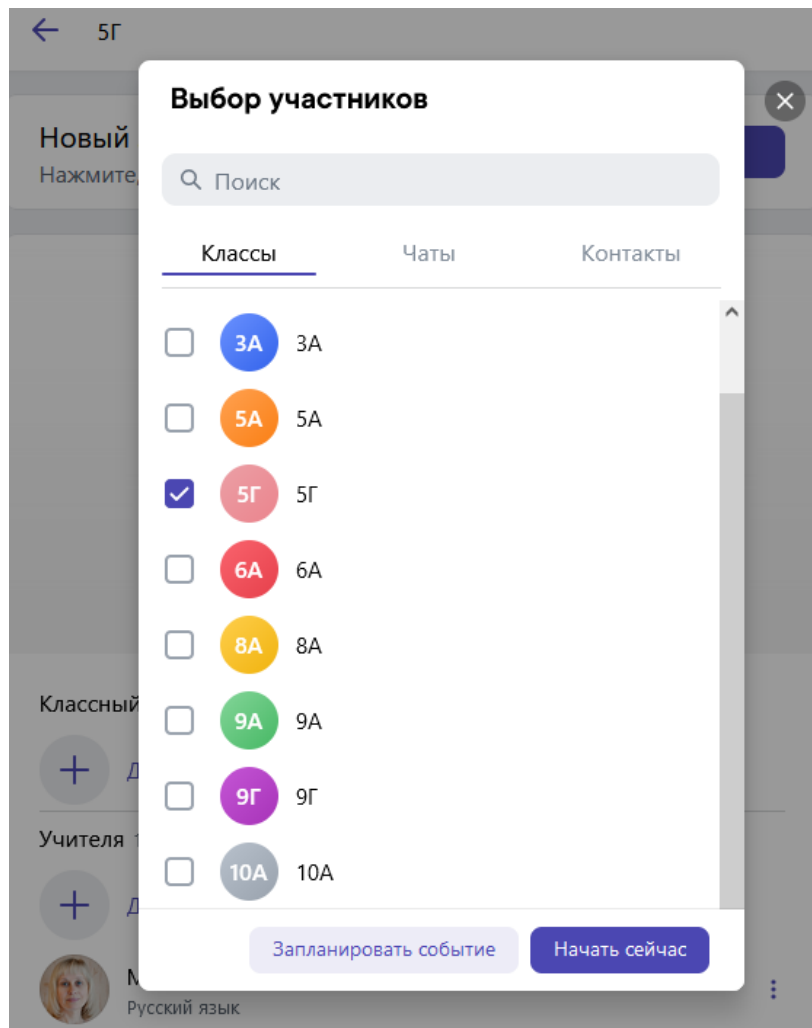 5Г
Выбор участников
Новый
Нажмите,
Поиск
Классы Чаты Контакты
3А 3А
5А 5А
5Г 5Г
6А 6А
8А 8А
9А 9А
9Г 9Г
10А 10А
Классный
Учителя
Запланировать событие Начать сейчас
Русский язык